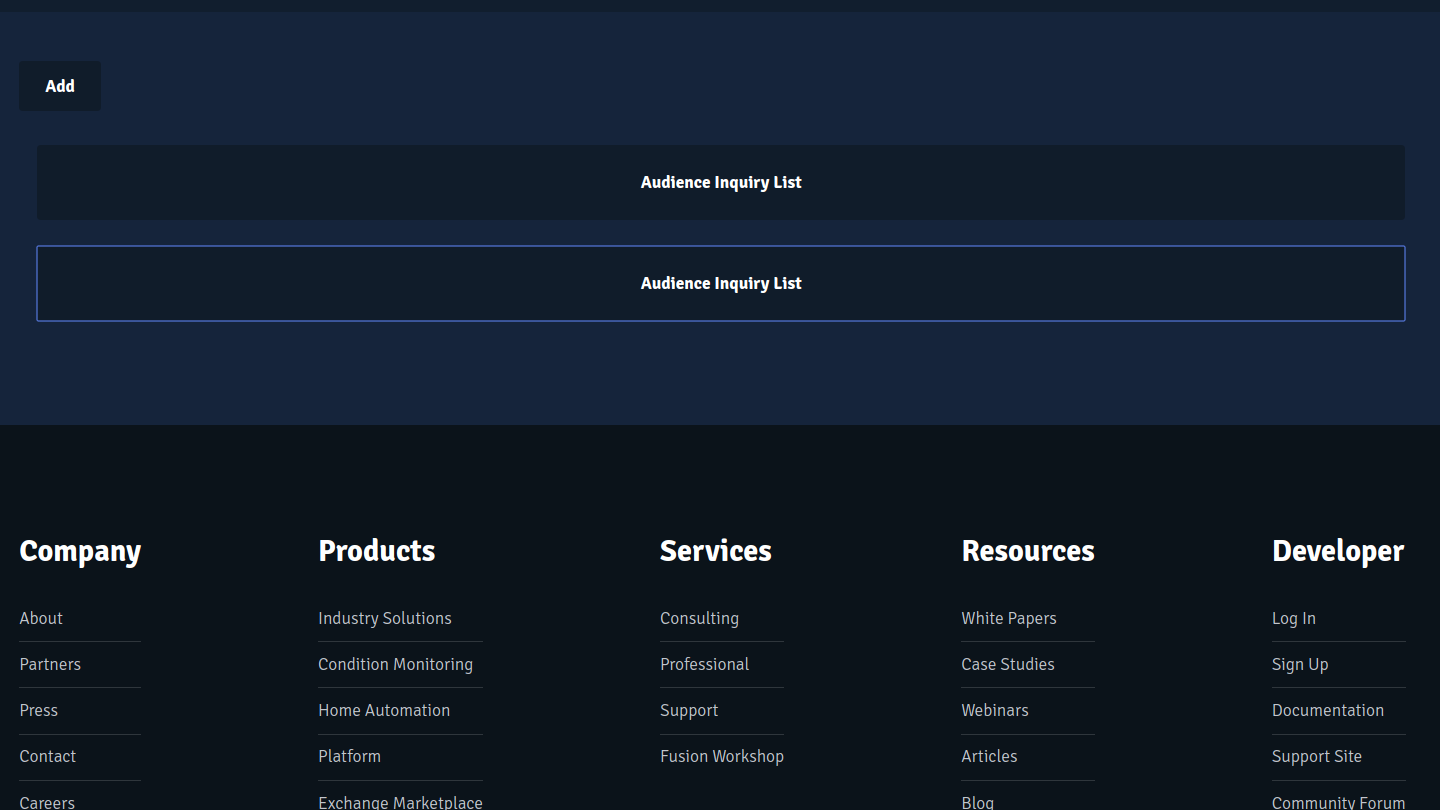 Add
Audience Inquiry List
Audience Inquiry List
Company
About
Partners
Press
Contact
Careers
Products
Industry Solutions
Condition Monitoring
Home Automation
Platform
Exchange Marketplace
Services
Consulting
Professional
Support
Fusion Workshop
Resources
White Papers
Case Studies
Webinars
Articles
Blog
Developer
Log In
Sign Up
Documentation
Support Site
Community Forum